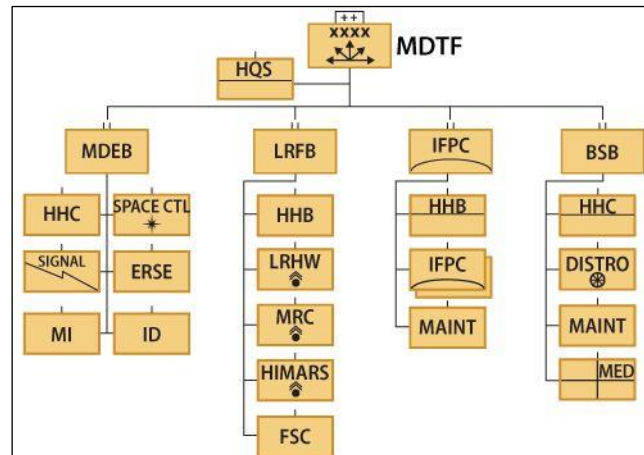 ++
XXXX
MDTF
HQS
MDEB
LRFB
IFPC
BSB
HHC
SPACE CTL
HHB
HHB
HHC
SIGNAL
ERSE
LRHW
IFPC
DISTRO
MI
ID
MRC
MAINT
MAINT
HIMARS
MED
FSC